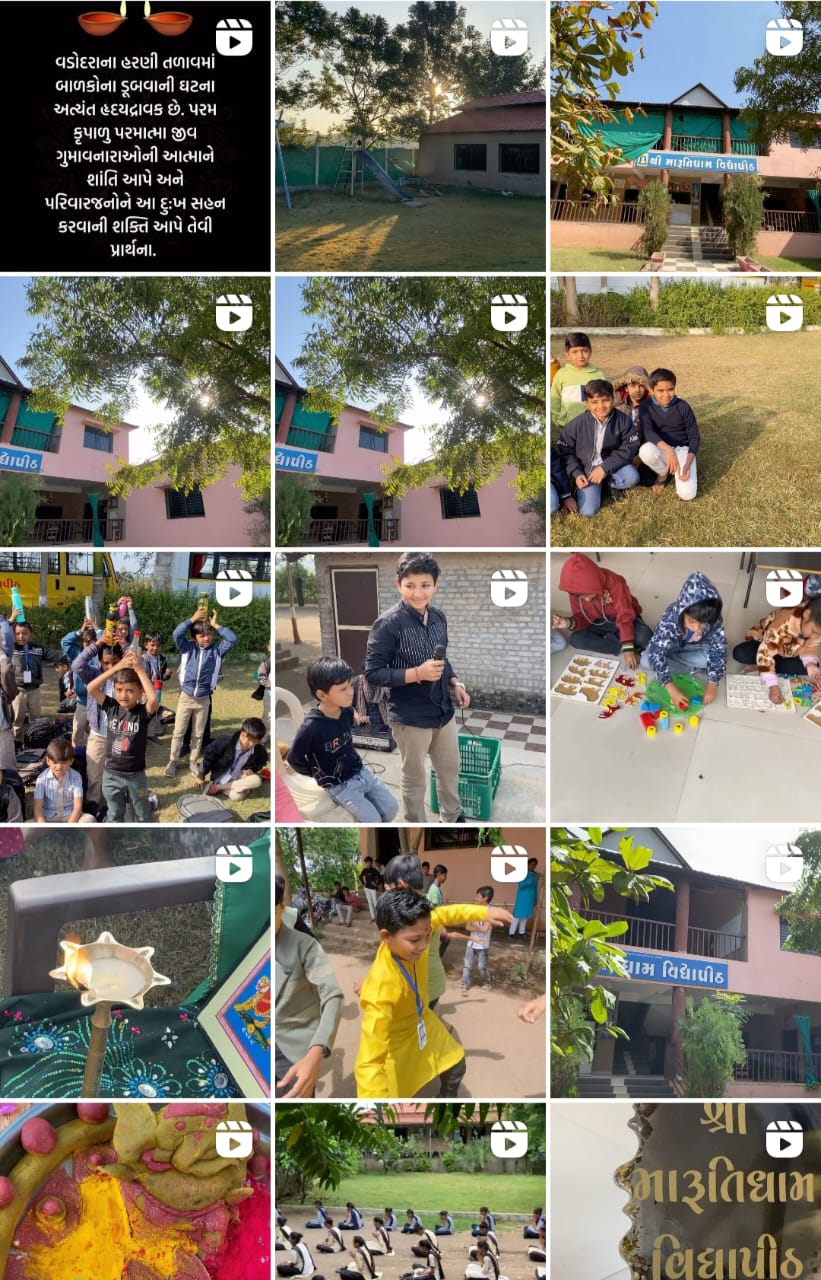 વડોદરાના હરણી તળાવમાં
બાળકોના ડૂબવાની ઘટના
અત્યંત હૃદયદ્રાવક છે. પરમ
કૃપાળુ પરમાત્મા જીવ
ગુમાવનારાઓની આત્માને
શાંતિ આપે અને
પરિવારજનોને આ દુઃખ સહન
કરવાની શક્તિ આપે તેવી
પ્રાર્થના.
શ્રી મારૂતિધામ વિદ્યાપીઠ
દ્યાપીઠ
દ્યાપીઠ
ધામ વિદ્યાપીઠ
શ્રી
મારૂતિધામ
વિદ્યાપીઠ